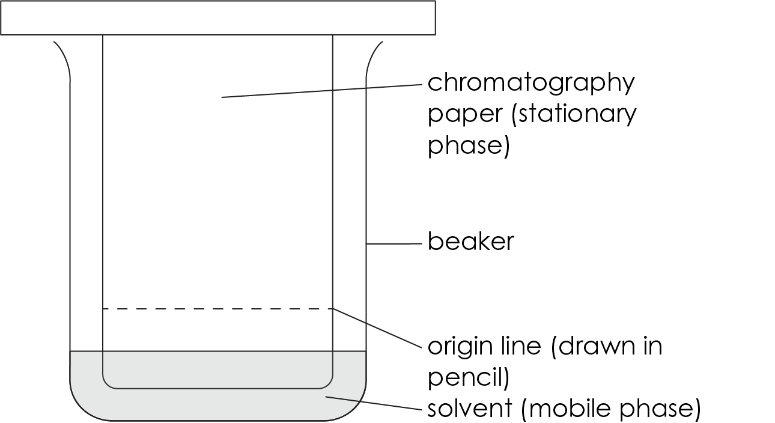 chromatography
paper (stationary
phase)
beaker
origin line (drawn in
pencil)
solvent (mobile phase)